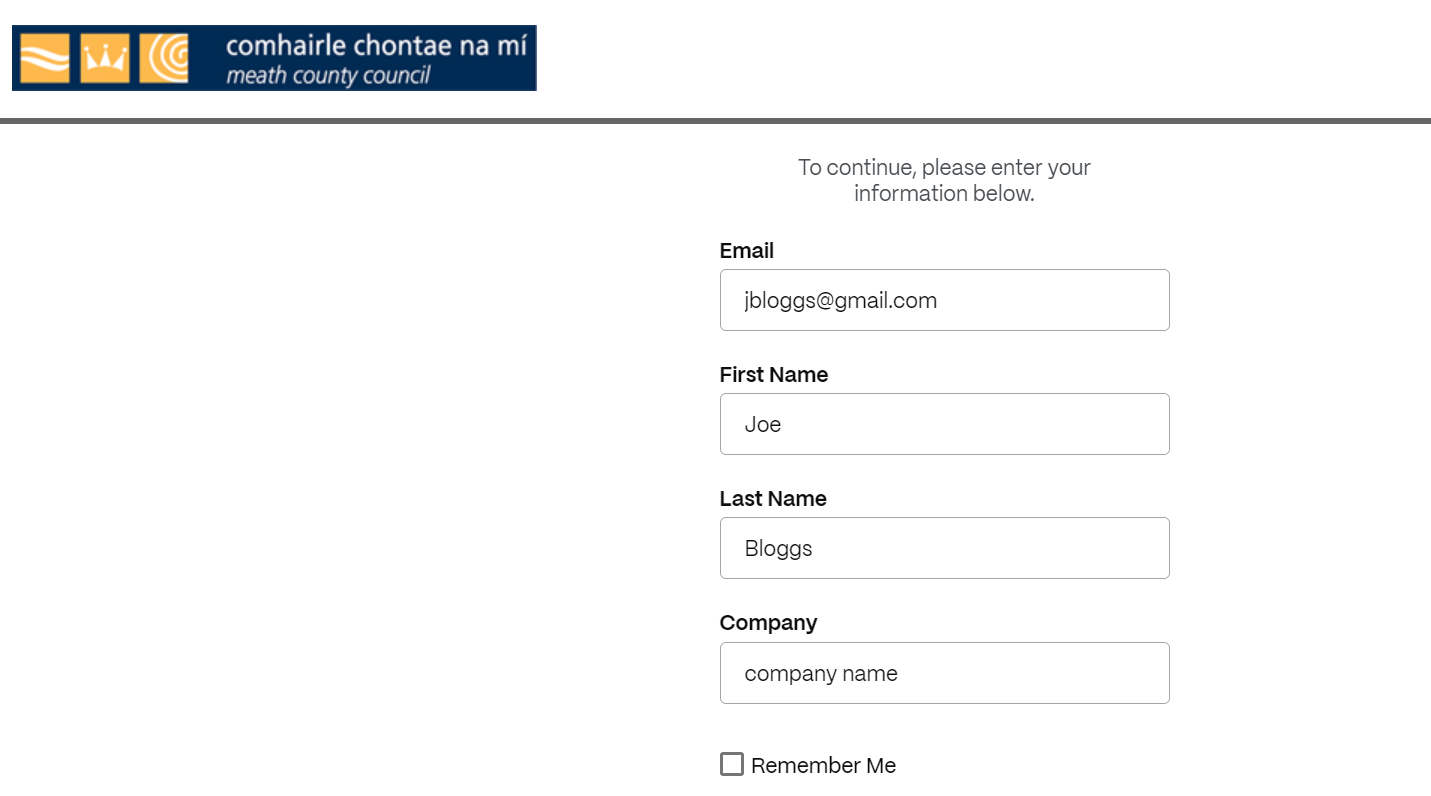 comhairle chontae na mí
meath county council
To continue, please enter your
information below.
Email
jbloggs@gmail.com
First Name
Joe
Last Name
Bloggs
Company
company name
Remember Me